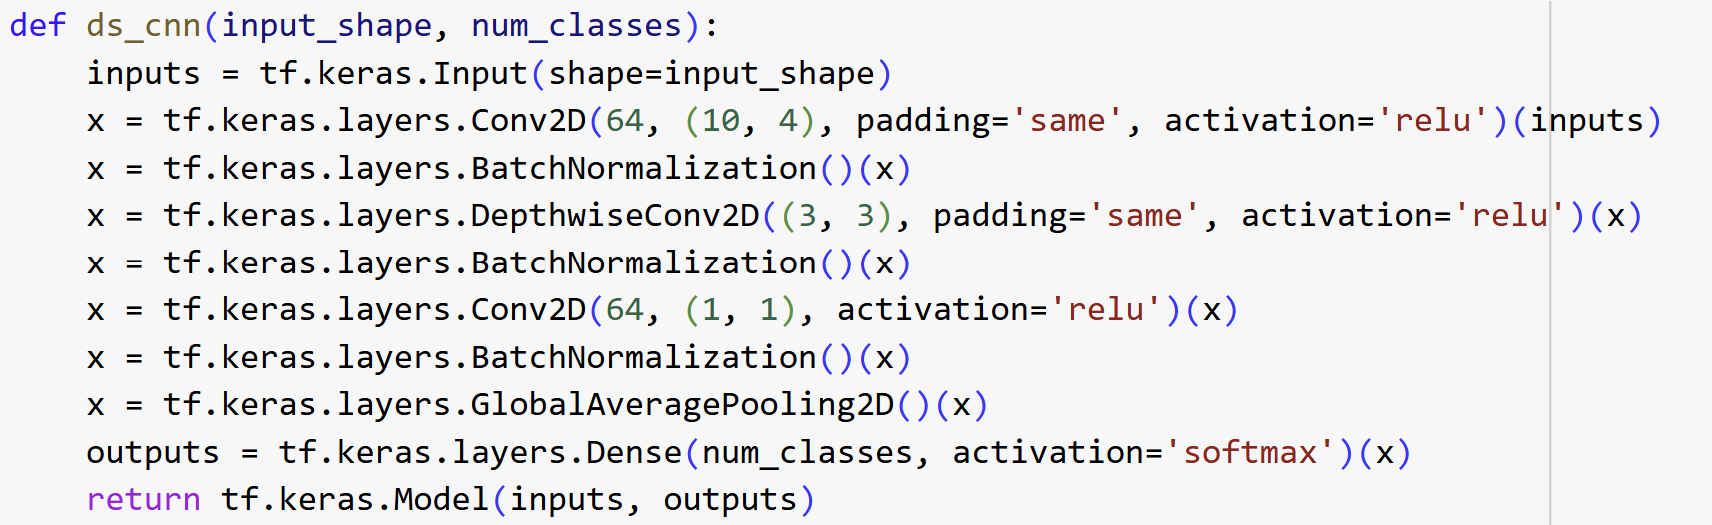 def ds_cnn(input_shape, num_classes):
    inputs = tf.keras.Input(shape=input_shape)
    x = tf.keras.layers.Conv2D(64, (10, 4), padding='same', activation='relu')(inputs)
    x = tf.keras.layers.BatchNormalization()(x)
    x = tf.keras.layers.DepthwiseConv2D((3, 3), padding='same', activation='relu')(x)
    x = tf.keras.layers.BatchNormalization()(x)
    x = tf.keras.layers.Conv2D(64, (1, 1), activation='relu')(x)
    x = tf.keras.layers.BatchNormalization()(x)
    x = tf.keras.layers.GlobalAveragePooling2D()(x)
    outputs = tf.keras.layers.Dense(num_classes, activation='softmax')(x)
    return tf.keras.Model(inputs, outputs)